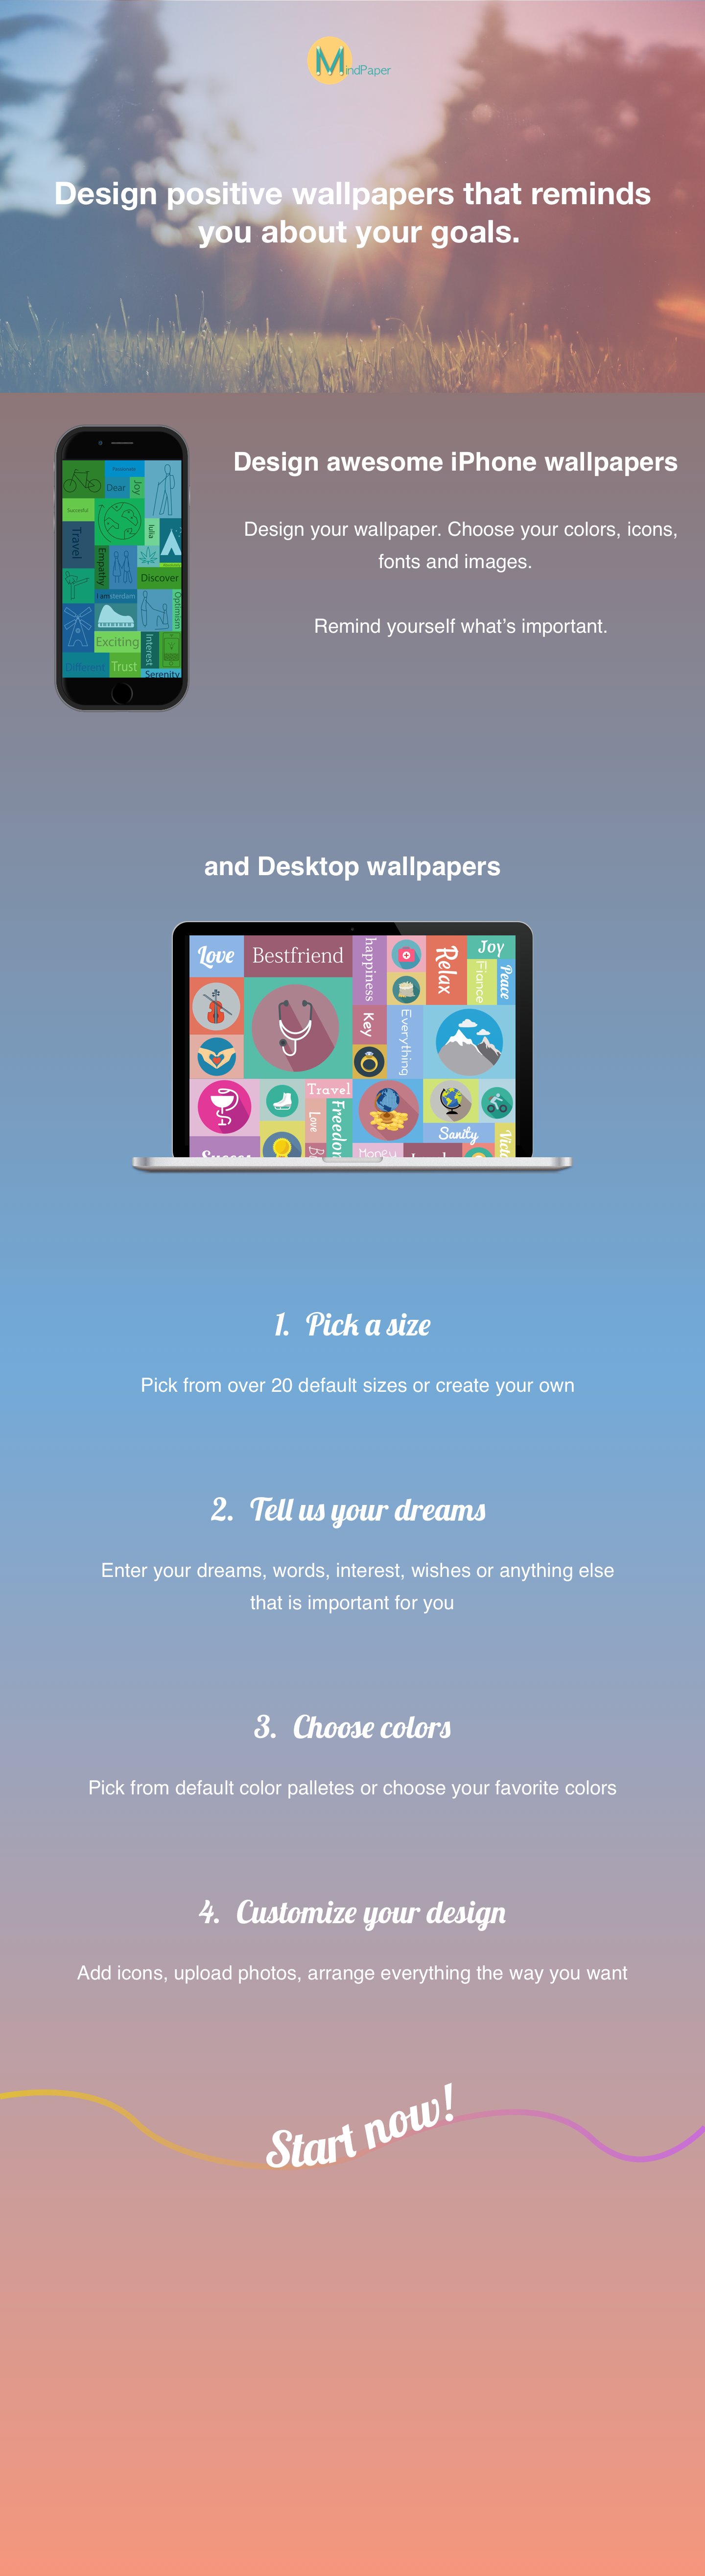 MindPaper
Design positive wallpapers that reminds
you about your goals.
Design awesome iPhone wallpapers
Design your wallpaper. Choose your colors, icons,
fonts and images.
Remind yourself what's important.
Passionate
Dear
Joy
Succesful
Travel
Empathy
Iulia
Discover
I amsterdam
Optimism
Exciting
Interest
Different
Trust
Serenity
and Desktop wallpapers
Love
Bestfriend
happiness
Relax
Joy
Fiance
Peace
Key
Everything
Travel
Love
Freedom
Sanity
Success
Money
1. Pick a size
Pick from over 20 default sizes or create your own
2. Tell us your dreams
Enter your dreams, words, interest, wishes or anything else
that is important for you
3. Choose colors
Pick from default color palletes or choose your favorite colors
4. Customize your design
Add icons, upload photos, arrange everything the way you want
Start now!